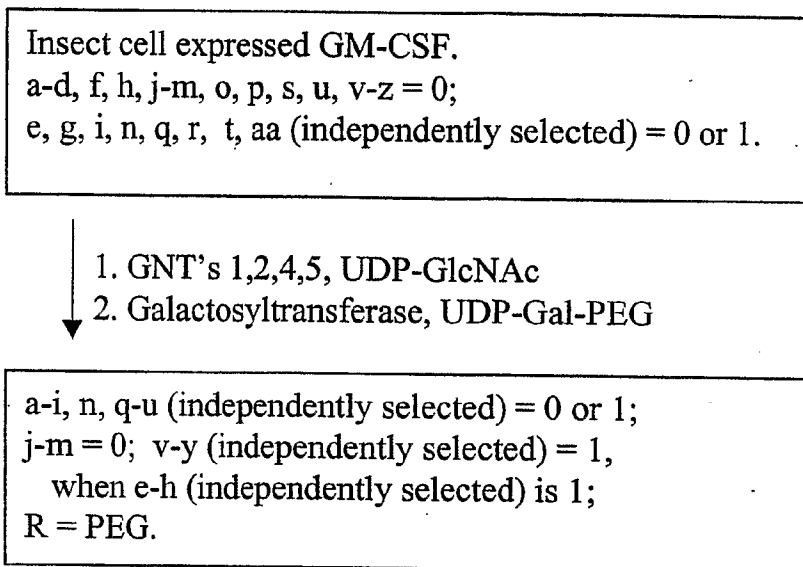 Insect cell expressed GM-CSF.
a-d, f, h, j-m, o, p, s, u, v-z = 0;
e, g, i, n, q, r, t, aa (independently selected) = 0 or 1.
1. GNT's 1,2,4,5, UDP-GlcNAc
2. Galactosyltransferase, UDP-Gal-PEG
a-i, n, q-u (independently selected) = 0 or 1;
j-m = 0; v-y (independently selected) = 1,
when e-h (independently selected) is 1;
R = PEG.